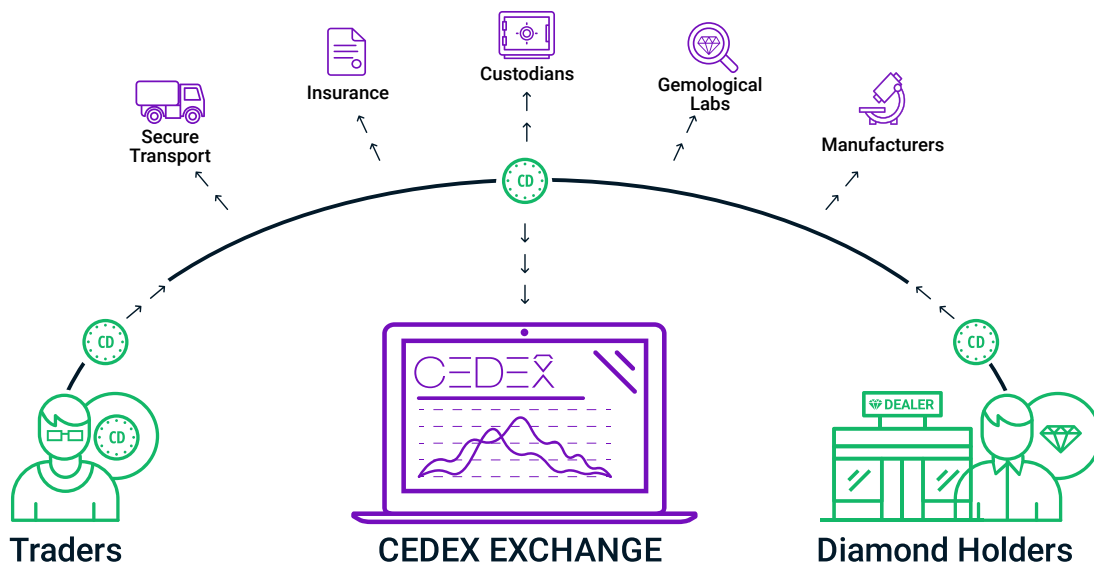 Custodians
Insurance
Gemological
Labs
Secure
Transport
Manufacturers
CD
CD
CD
CEDEX
DEALER
CD
Traders
CEDEX EXCHANGE
Diamond Holders